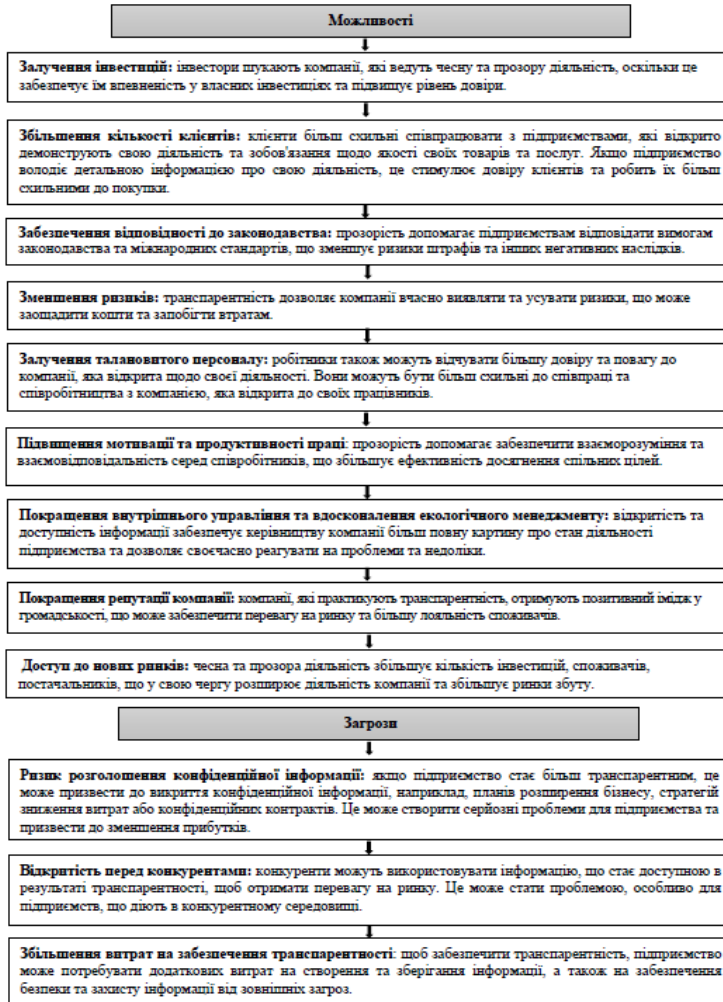 Можливості
Залучення інвестицій: інвестори шукають компанії, які ведуть чесну та прозору діяльність, оскільки це
забезпечує їм впевненість у власних інвестиціях та підвищує рівень довіри.
Збільшення кількості клієнтів: клієнти більш схильні співпрацювати з підприємствами, які відкрито
демонструють свою діяльність та зобов'язання щодо якості своїх товарів та послуг. Якщо підприємство
володіє детальною інформацією про свою діяльність, це стимулює довіру клієнтів та робить їх більш
схильними до покупки.
Забезпечення відповідності до законодавства: прозорість допомагає підприємствам відповідати вимогам
законодавства та міжнародних стандартів, що зменшує ризики штрафів та інших негативних наслідків.
Зменшення ризиків: транспарентність дозволяє компанії вчасно виявляти та усувати ризики, що може
заощадити кошти та запобігти втратам.
Залучення талановитого персоналу: робітники також можуть відчувати більшу довіру та повагу до
компанії, яка відкрита щодо своєї діяльності. Вони можуть бути більш схильні до співпраці та
співробітництва з компанією, яка відкрита до своїх працівників.
Підвищення мотивації та продуктивності праці: прозорість допомагає забезпечити взаєморозуміння та
взаємовідповідальність серед співробітників, що збільшує ефективність досягнення спільних цілей.
Покращення внутрішнього управління та вдосконалення екологічного менеджменту: відкритість та
доступність інформації забезпечує керівництву компанії більш повну картину про стан діяльності
підприємства та дозволяє своєчасно реагувати на проблеми та недоліки.
Покращення репутації компанії: компанії, які практикують транспарентність, отримують позитивний імідж у
громадськості, що може забезпечити перевагу на ринку та більшу лояльність споживачів.
Доступ до нових ринків: чесна та прозора діяльність збільшує кількість інвестицій, споживачів,
постачальників, що у свою чергу розширює діяльність компанії та збільшує ринки збуту.
Загрози
Ризик розголошення конфіденційної інформації: якщо підприємство стає більш транспарентним, це
може призвести до викриття конфіденційної інформації, наприклад, планів розширення бізнесу, стратегій
зниження витрат або конфіденційних контрактів. Це може створити серйозні проблеми для підприємства та
призвести до зменшення прибутків.
Відкритість перед конкурентами: конкуренти можуть використовувати інформацію, що стає доступною в
результаті транспарентності, щоб отримати перевагу на ринку. Це може стати проблемою, особливо для
підприємств, що діють в конкурентному середовищі.
Збільшення витрат на забезпечення транспарентності: щоб забезпечити транспарентність, підприємство
може потребувати додаткових витрат на створення та зберігання інформації, а також на забезпечення
безпеки та захисту інформації від зовнішніх загроз.